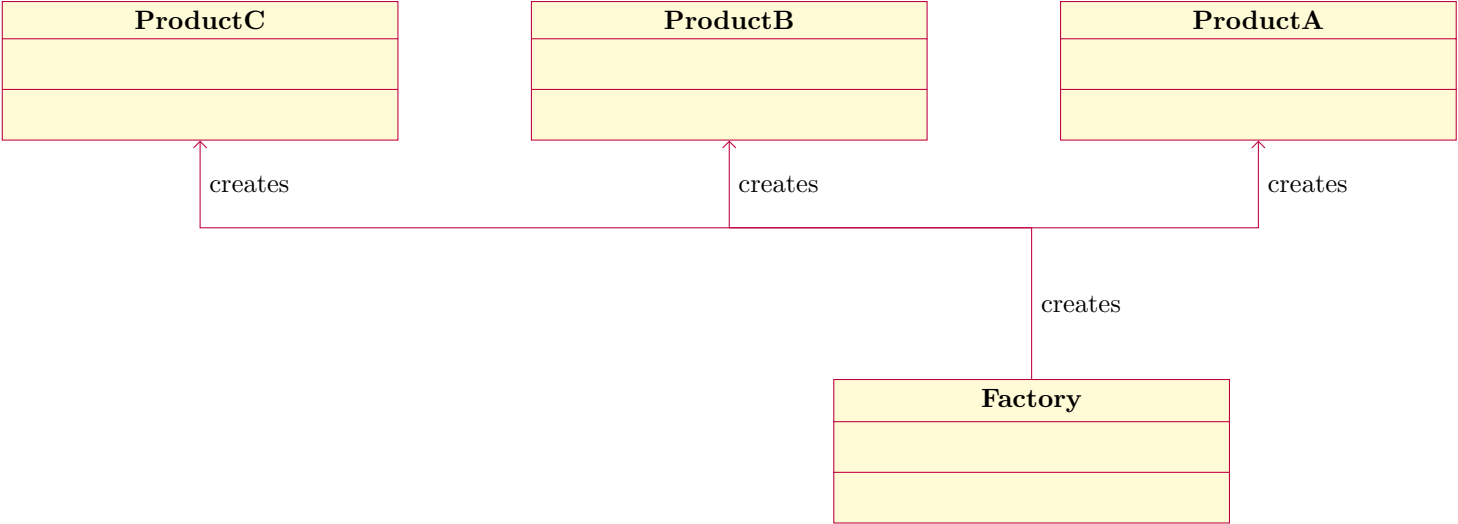 ProductC
ProductB
ProductA
creates
creates
creates
creates
Factory